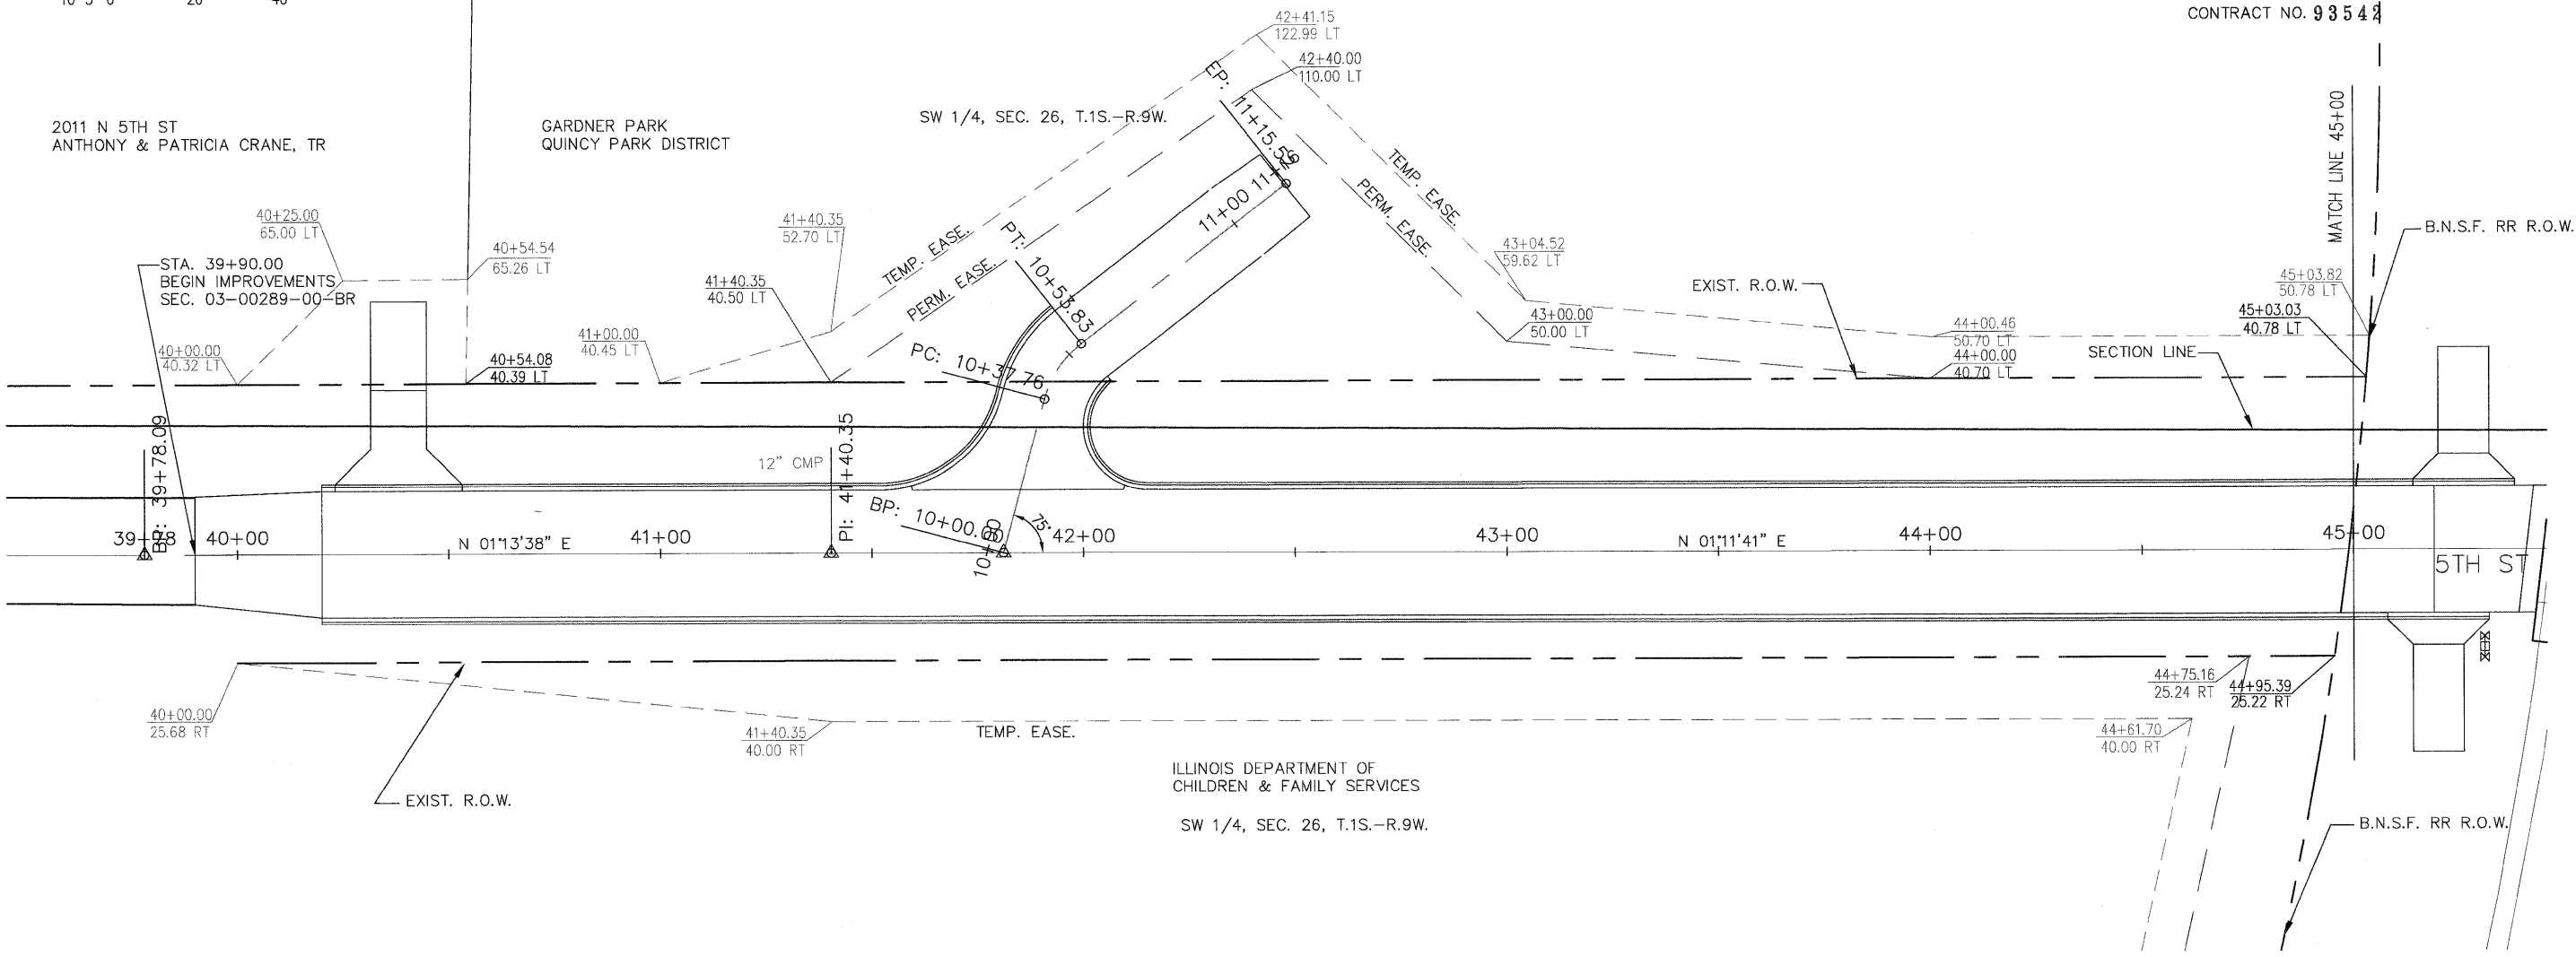 10 5 0 20 40
CONTRACT NO. 93542
42+41.15
122.99 LT
42+40.00
110.00 LT
EP: 11+15.52
2011 N 5TH ST
ANTHONY & PATRICIA CRANE, TR
GARDNER PARK
QUINCY PARK DISTRICT
SW 1/4, SEC. 26, T.1S.-R.9W.
MATCH LINE 45+00
TEMP. EASE.
PERM. EASE.
11+00
40+25.00
65.00 LT
40+54.54
65.26 LT
41+40.35
52.70 LT
TEMP. EASE.
PERM. EASE.
PT: 10+53.83
43+04.52
59.62 LT
B.N.S.F. RR R.O.W.
STA. 39+90.00
BEGIN IMPROVEMENTS
SEC. 03-00289-00-BR
41+40.35
40.50 LT
EXIST. R.O.W.
45+03.82
50.78 LT
45+03.03
40.78 LT
43+00.00
50.00 LT
44+00.46
50.70 LT
44+00.00
40.70 LT
SECTION LINE
40+00.00
40.32 LT
40+54.08
40.39 LT
41+00.00
40.45 LT
PC: 10+37.76
BP: 39+78.09
12" CMP
PI: 41+40.35
BP: 10+00.00
10+00
75°
39+78
40+00
N 01°13'38" E
41+00
42+00
43+00
N 01°11'41" E
44+00
45+00
5TH ST
40+00.00
25.68 RT
41+40.35
40.00 RT
TEMP. EASE.
44+75.16
25.24 RT
44+95.39
25.22 RT
44+61.70
40.00 RT
EXIST. R.O.W.
ILLINOIS DEPARTMENT OF
CHILDREN & FAMILY SERVICES
SW 1/4, SEC. 26, T.1S.-R.9W.
B.N.S.F. RR R.O.W.